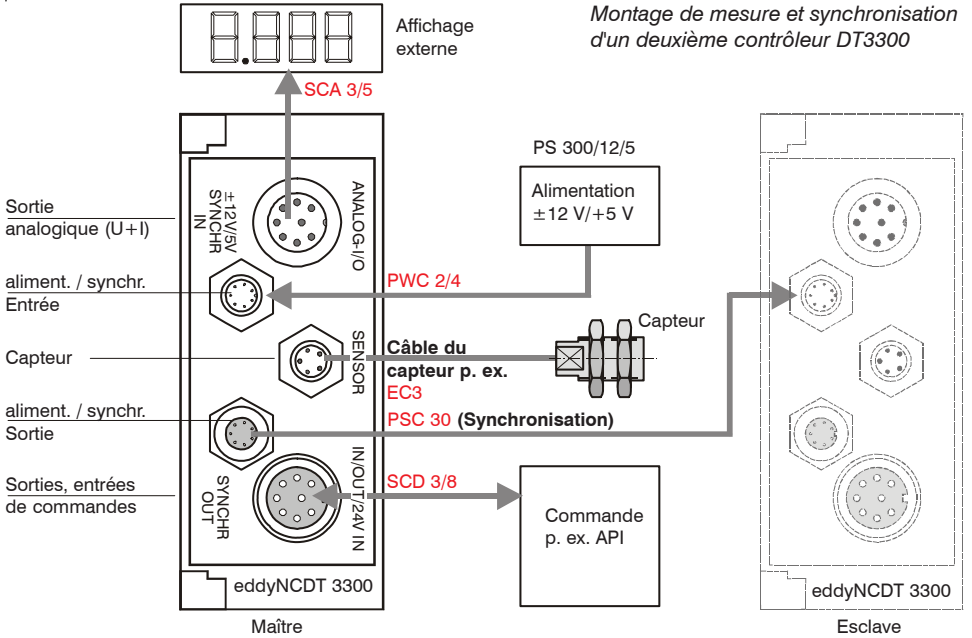 Montage de mesure et synchronisation
d'un deuxième contrôleur DT3300
Affichage
externe
SCA 3/5
PS 300/12/5
Alimentation
±12 V/+5 V
Sortie
analogique (U+I)
±12 V/5V
SYNCHR
IN
ANALOG-I/O
aliment. / synchr.
Entrée
PWC 2/4
Capteur
SENSOR
Câble du
capteur p. ex.
EC3
Capteur
aliment. / synchr.
Sortie
PSC 30 (Synchronisation)
Sorties, entrées
de commandes
SYNCHR
OUT
IN/OUT/24V IN
SCD 3/8
Commande
p. ex. API
eddyNCDT 3300
eddyNCDT 3300
Maître
Esclave